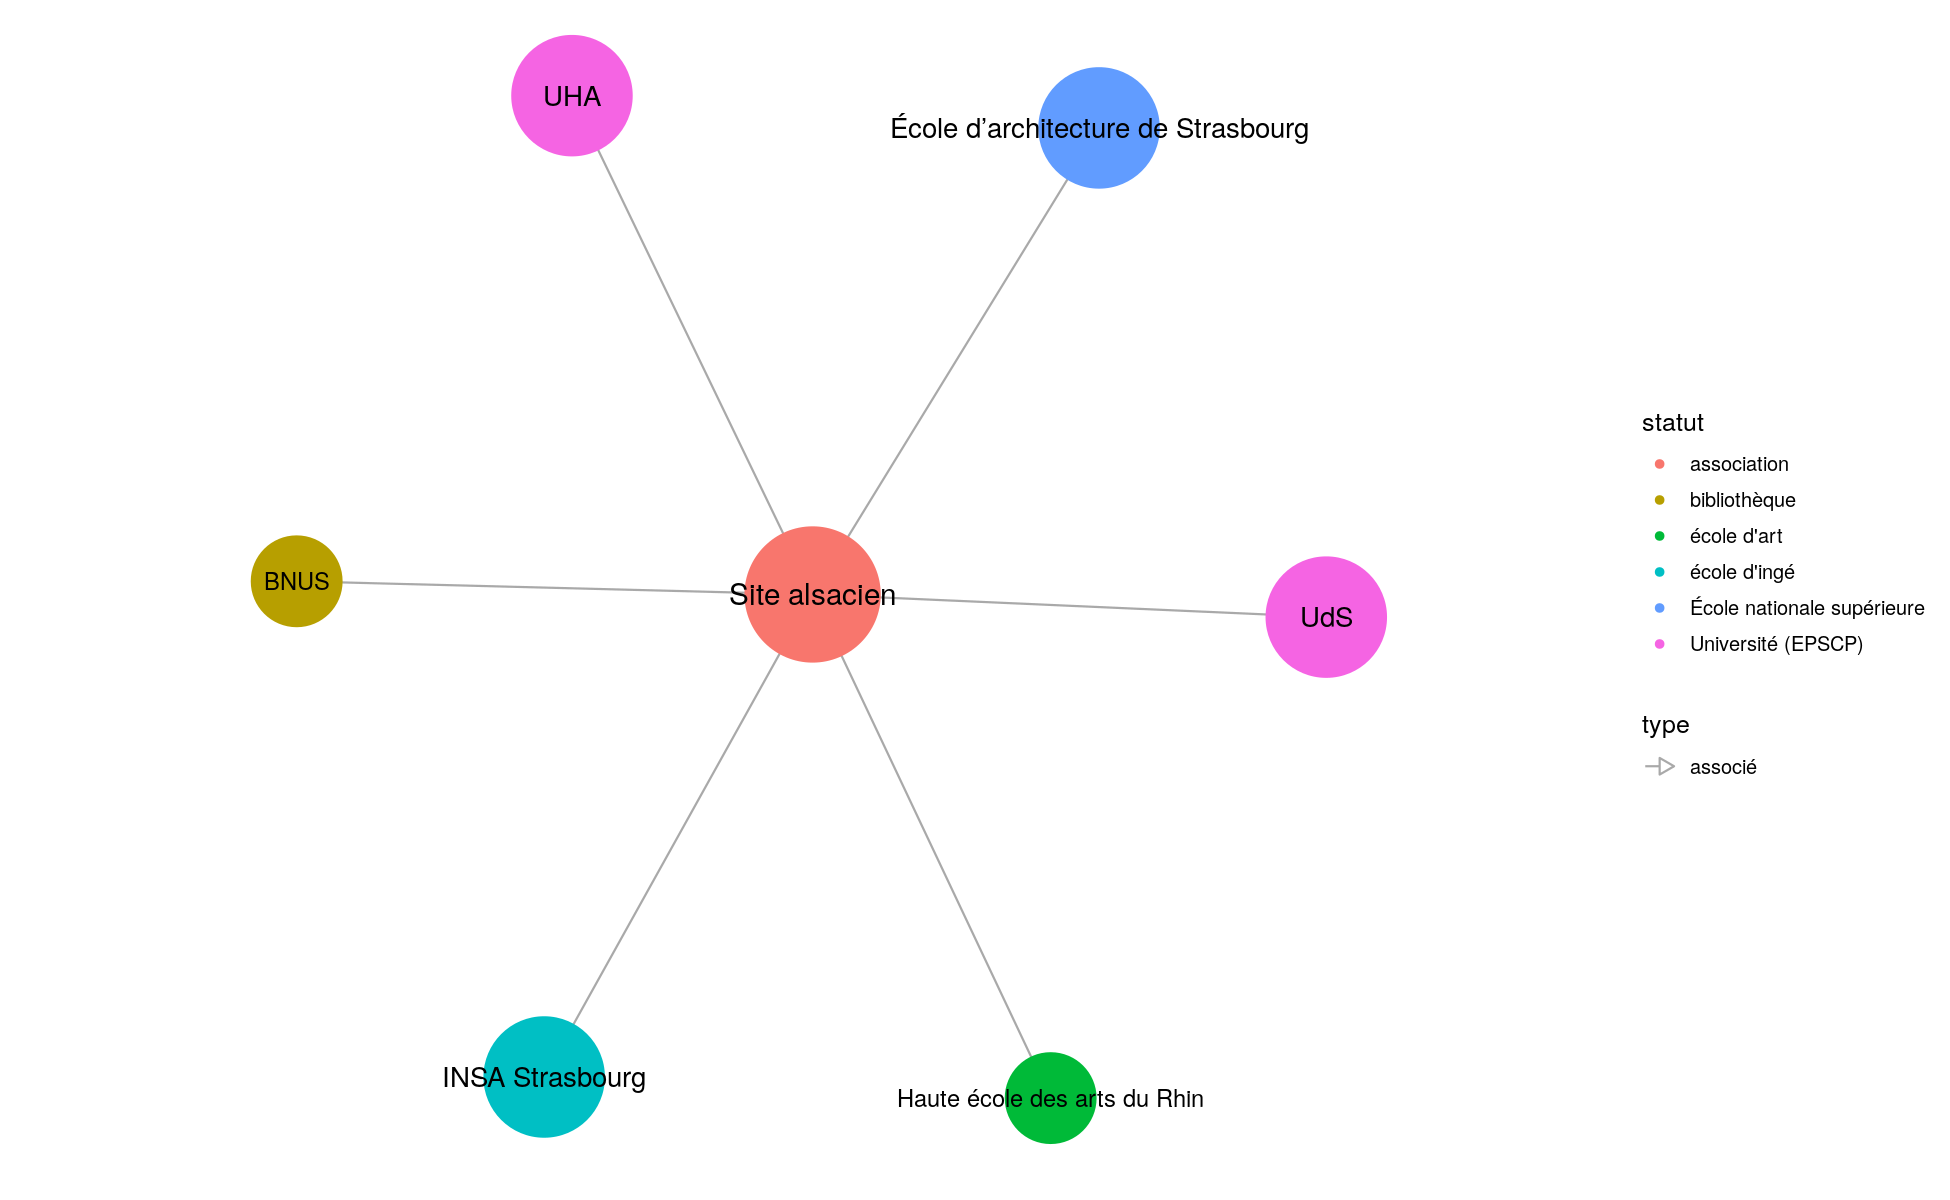 UHA
École d’architecture de Strasbourg
BNUS
Site alsacien
UdS
INSA Strasbourg
Haute école des arts du Rhin
statut
association
bibliothèque
école d'art
école d'ingé
École nationale supérieure
Université (EPSCP)
type
associé